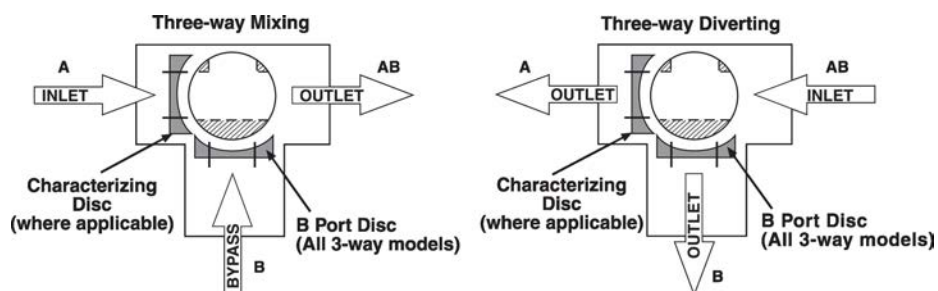 Three-way Mixing
A
INLET
AB
OUTLET
Characterizing
Disc
(where applicable)
BYPASS
B
B Port Disc
(All 3-way models)
Three-way Diverting
A
OUTLET
AB
INLET
Characterizing
Disc
(where applicable)
OUTLET
B
B Port Disc
(All 3-way models)